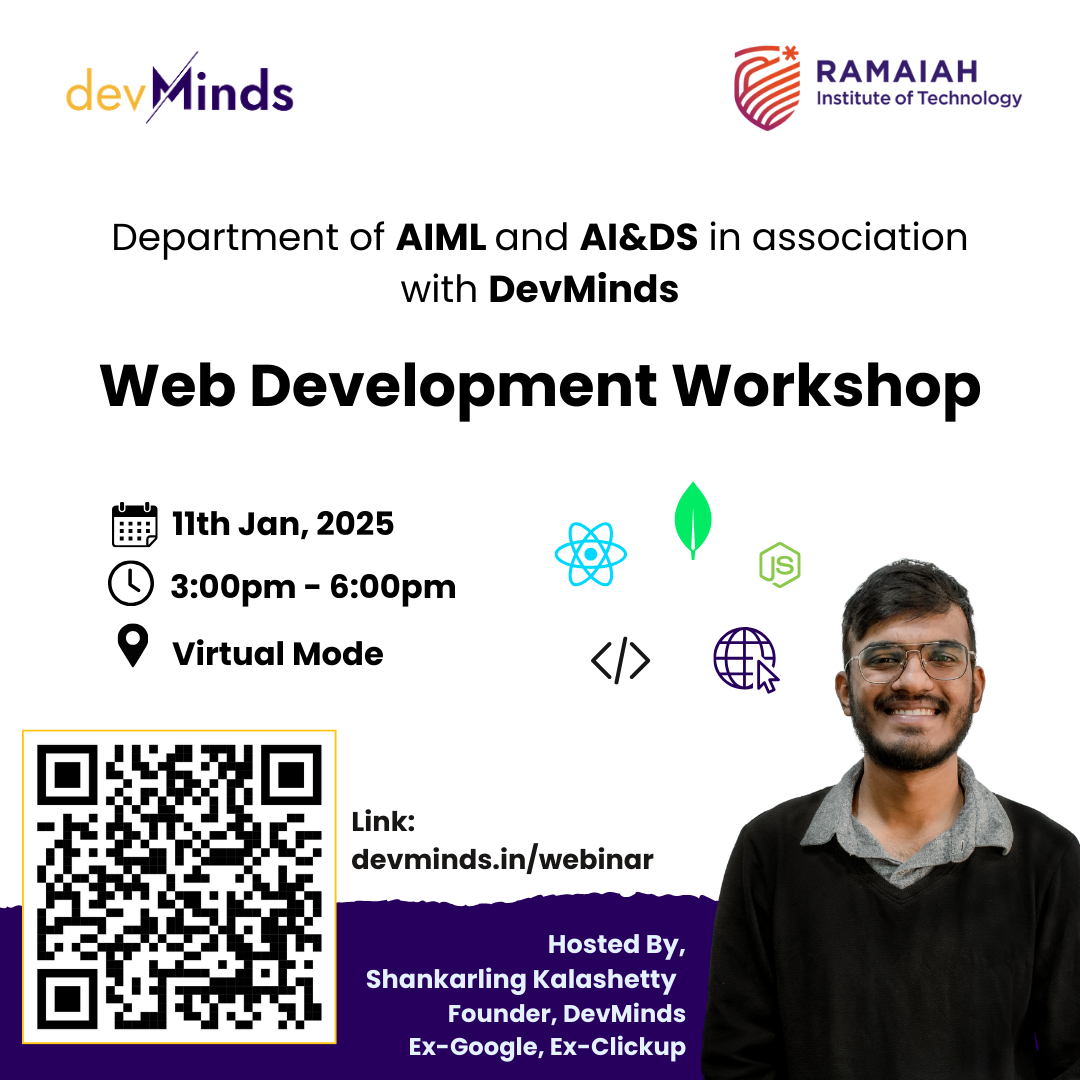 devMinds
RAMAIAH
Institute of Technology
Department of AIML and AI&DS in association
with DevMinds
Web Development Workshop
11th Jan, 2025
3:00pm - 6:00pm
Virtual Mode
JS
Link:
devminds.in/webinar
Hosted By,
Shankarling Kalashetty
Founder, DevMinds
Ex-Google, Ex-Clickup